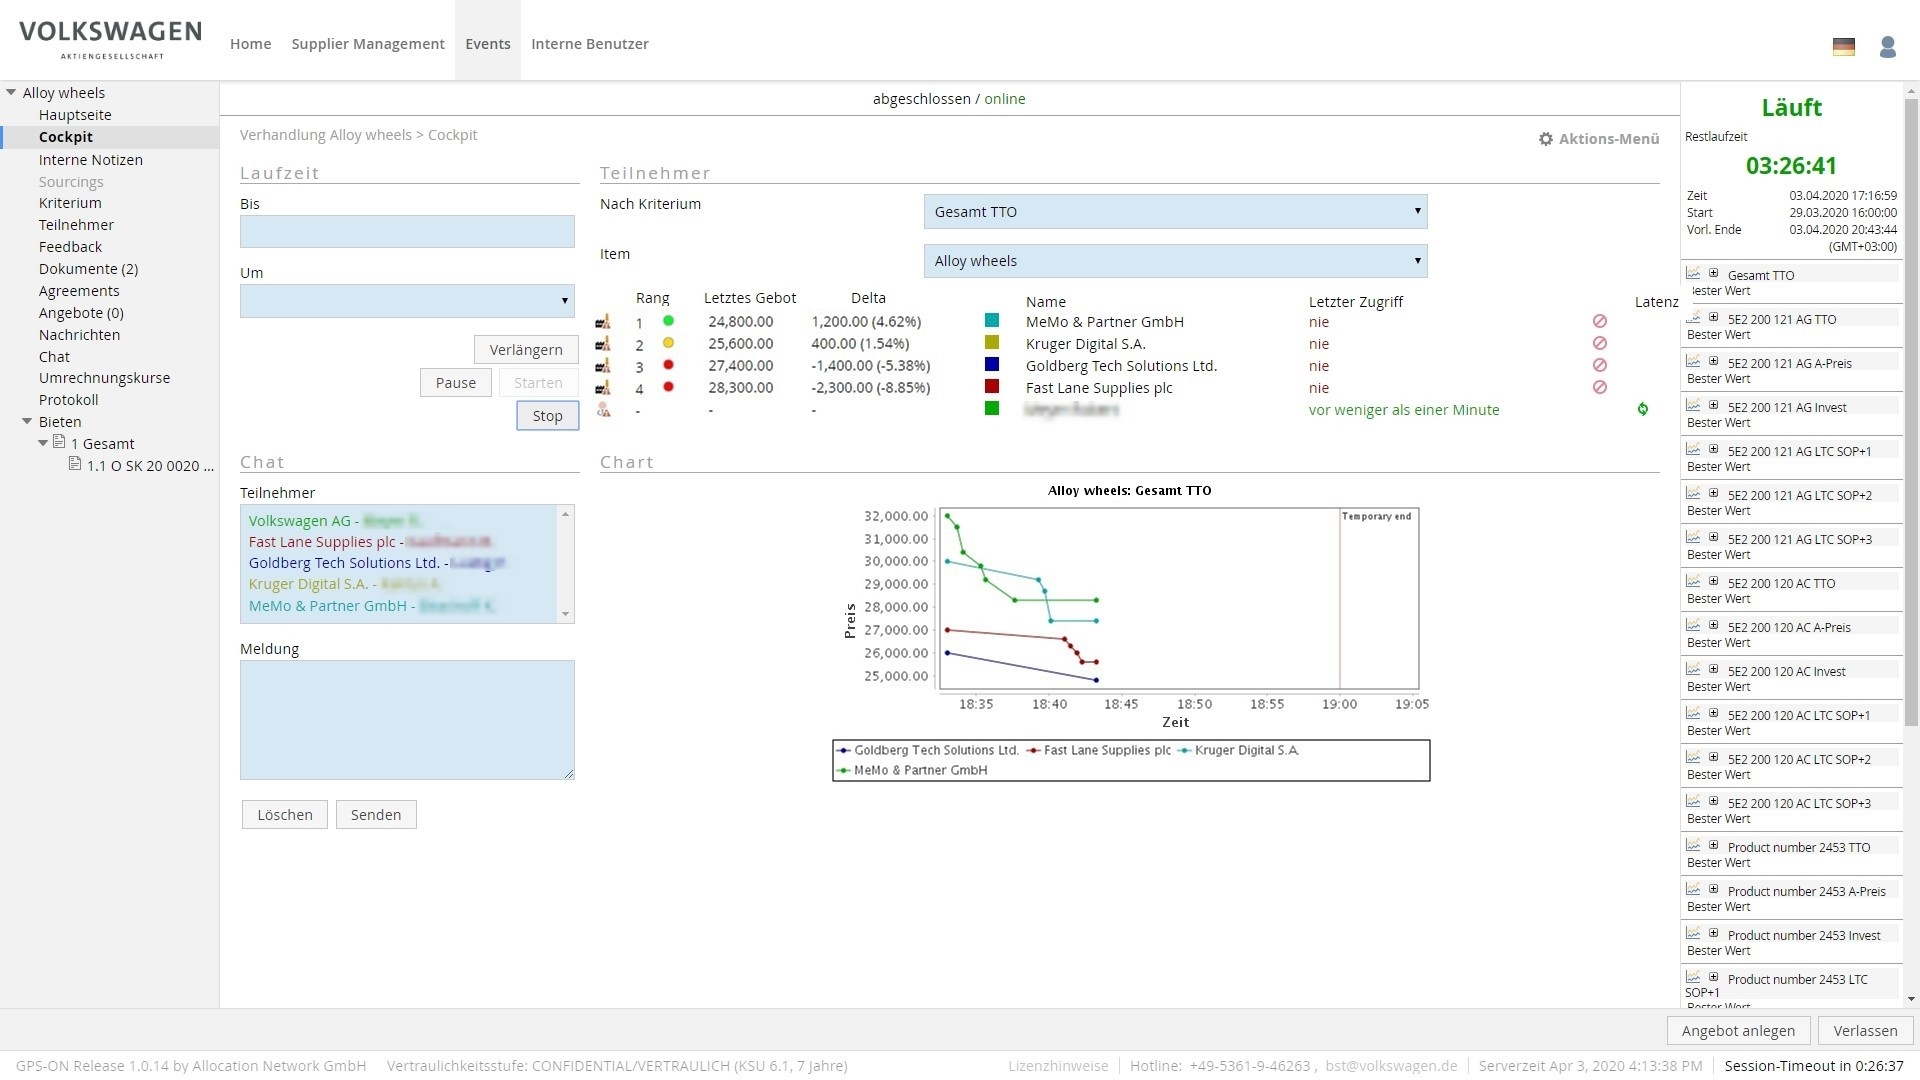 VOLKSWAGEN
AKTIENGESELLSCHAFT
Home
Supplier Management
Events
Interne Benutzer
Alloy wheels
Hauptseite
Cockpit
Interne Notizen
Sourcings
Kriterium
Teilnehmer
Feedback
Dokumente (2)
Agreements
Angebote (0)
Nachrichten
Chat
Umrechnungskurse
Protokoll
Bieten
1 Gesamt
1.1 O SK 20 0020 ...
abgeschlossen / online
Verhandlung Alloy wheels > Cockpit
Aktions-Menü
Laufzeit
Bis
Um
Verlängern
Pause
Starten
Stop
Teilnehmer
Nach Kriterium
Gesamt TTO
Item
Alloy wheels
Rang Letztes Gebot Delta Name Letzter Zugriff Latenz
1 24,800.00 1,200.00 (4.62%) MeMo & Partner GmbH nie
2 25,600.00 400.00 (1.54%) Kruger Digital S.A. nie
3 27,400.00 -1,400.00 (-5.38%) Goldberg Tech Solutions Ltd. nie
4 28,300.00 -2,300.00 (-8.85%) Fast Lane Supplies plc nie
- - - vor weniger als einer Minute
Chat
Teilnehmer
Volkswagen AG -
Fast Lane Supplies plc -
Goldberg Tech Solutions Ltd. -
Kruger Digital S.A. -
MeMo & Partner GmbH -
Meldung
Löschen
Senden
Chart
Alloy wheels: Gesamt TTO
Preis
32,000.00
31,000.00
30,000.00
29,000.00
28,000.00
27,000.00
26,000.00
25,000.00
Temporary end
18:35 18:40 18:45 18:50 18:55 19:00 19:05
Zeit
Goldberg Tech Solutions Ltd. Fast Lane Supplies plc Kruger Digital S.A.
MeMo & Partner GmbH
Läuft
Restlaufzeit
03:26:41
Zeit 03.04.2020 17:16:59
Start 29.03.2020 16:00:00
Vorl. Ende 03.04.2020 20:43:44
(GMT+03:00)
Gesamt TTO
Bester Wert
5E2 200 121 AG TTO
Bester Wert
5E2 200 121 AG A-Preis
Bester Wert
5E2 200 121 AG Invest
Bester Wert
5E2 200 121 AG LTC SOP+1
Bester Wert
5E2 200 121 AG LTC SOP+2
Bester Wert
5E2 200 121 AG LTC SOP+3
Bester Wert
5E2 200 120 AC TTO
Bester Wert
5E2 200 120 AC A-Preis
Bester Wert
5E2 200 120 AC Invest
Bester Wert
5E2 200 120 AC LTC SOP+1
Bester Wert
5E2 200 120 AC LTC SOP+2
Bester Wert
5E2 200 120 AC LTC SOP+3
Bester Wert
Product number 2453 TTO
Bester Wert
Product number 2453 A-Preis
Bester Wert
Product number 2453 Invest
Bester Wert
Product number 2453 LTC
SOP+1
Bester Wert
Angebot anlegen
Verlassen
GPS-ON Release 1.0.14 by Allocation Network GmbH
Vertraulichkeitsstufe: CONFIDENTIAL/VERTRAULICH (KSU 6.1, 7 Jahre)
Lizenzhinweise
Hotline: +49-5361-9-46263 , bst@volkswagen.de
Serverzeit Apr 3, 2020 4:13:38 PM
Session-Timeout in 0:26:37